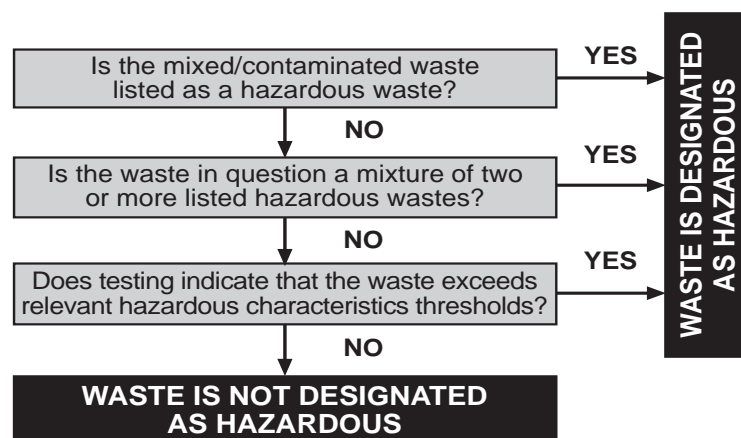 Is the mixed/contaminated waste
listed as a hazardous waste?
YES
NO
Is the waste in question a mixture of two
or more listed hazardous wastes?
YES
NO
Does testing indicate that the waste exceeds
relevant hazardous characteristics thresholds?
YES
NO
WASTE IS NOT DESIGNATED
AS HAZARDOUS
WASTE IS DESIGNATED
AS HAZARDOUS